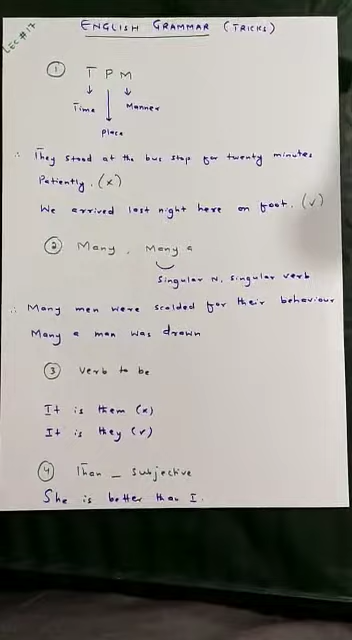 LEC #17
ENGLISH GRAMMAR (TRICKS)
① T P M
Time Manner
Place
∴ They stood at the bus stop for twenty minutes
Patiently. (x)
We arrived last night here on foot. (√)
② Many, Many a
Singular N, singular verb
∴ Many men were scolded for their behaviour
Many a man was drawn
③ Verb to be
It is them (x)
It is they (√)
④ Than _ subjective
She is better than I.